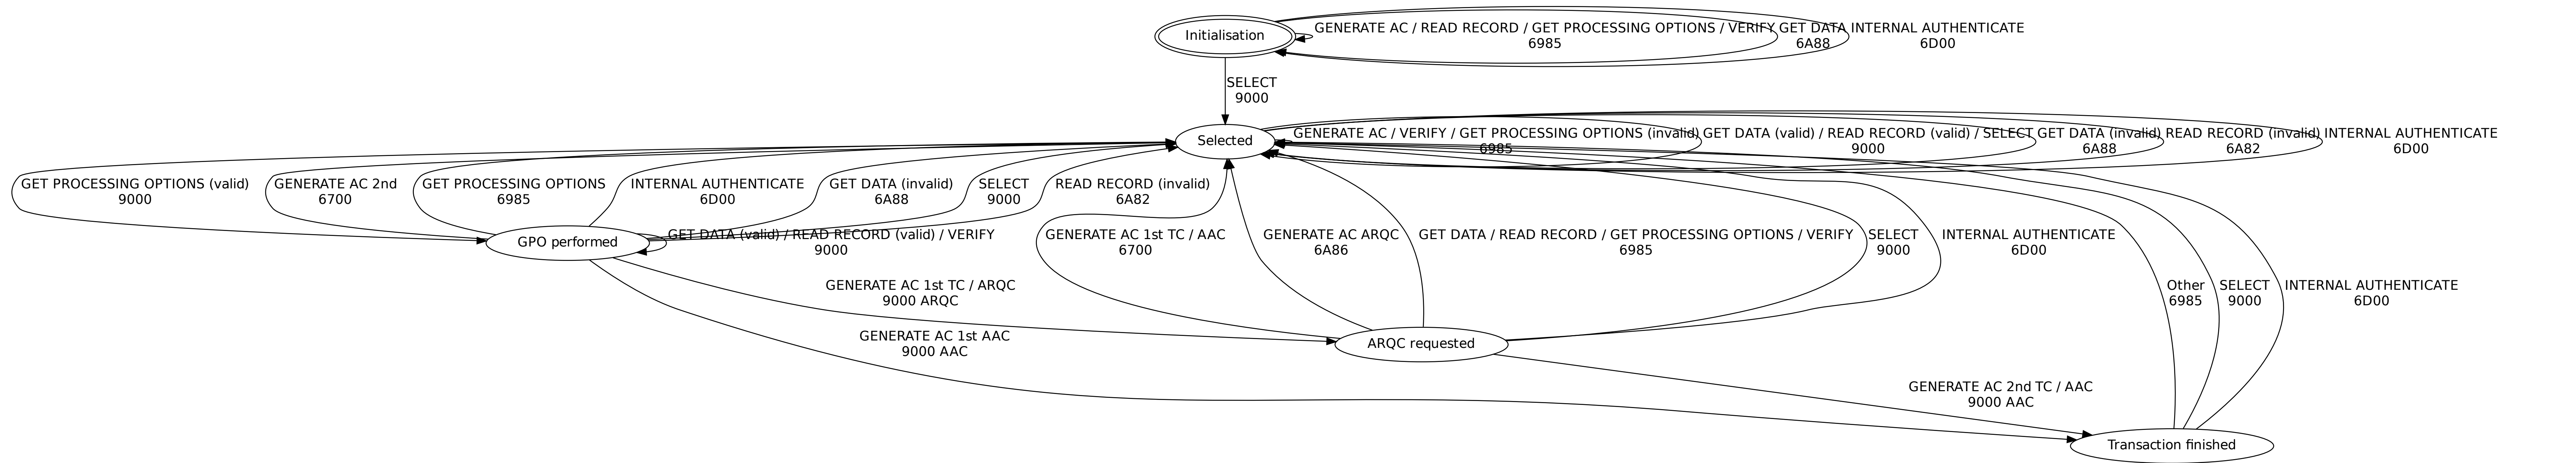 Initialisation
GENERATE AC / READ RECORD / GET PROCESSING OPTIONS / VERIFY
6985
GET DATA
6A88
INTERNAL AUTHENTICATE
6D00
SELECT
9000
Selected
GENERATE AC / VERIFY / GET PROCESSING OPTIONS (invalid)
6985
GET DATA (valid) / READ RECORD (valid) / SELECT
9000
GET DATA (invalid)
6A88
READ RECORD (invalid)
6A82
INTERNAL AUTHENTICATE
6D00
GET PROCESSING OPTIONS (valid)
9000
GENERATE AC 2nd
6700
GET PROCESSING OPTIONS
6985
INTERNAL AUTHENTICATE
6D00
GET DATA (invalid)
6A88
SELECT
9000
READ RECORD (invalid)
6A82
GPO performed
GET DATA (valid) / READ RECORD (valid) / VERIFY
9000
GENERATE AC 1st TC / AAC
6700
GENERATE AC ARQC
6A86
GET DATA / READ RECORD / GET PROCESSING OPTIONS / VERIFY
6985
SELECT
9000
INTERNAL AUTHENTICATE
6D00
GENERATE AC 1st TC / ARQC
9000 ARQC
Other
6985
SELECT
9000
INTERNAL AUTHENTICATE
6D00
GENERATE AC 1st AAC
9000 AAC
ARQC requested
GENERATE AC 2nd TC / AAC
9000 AAC
Transaction finished